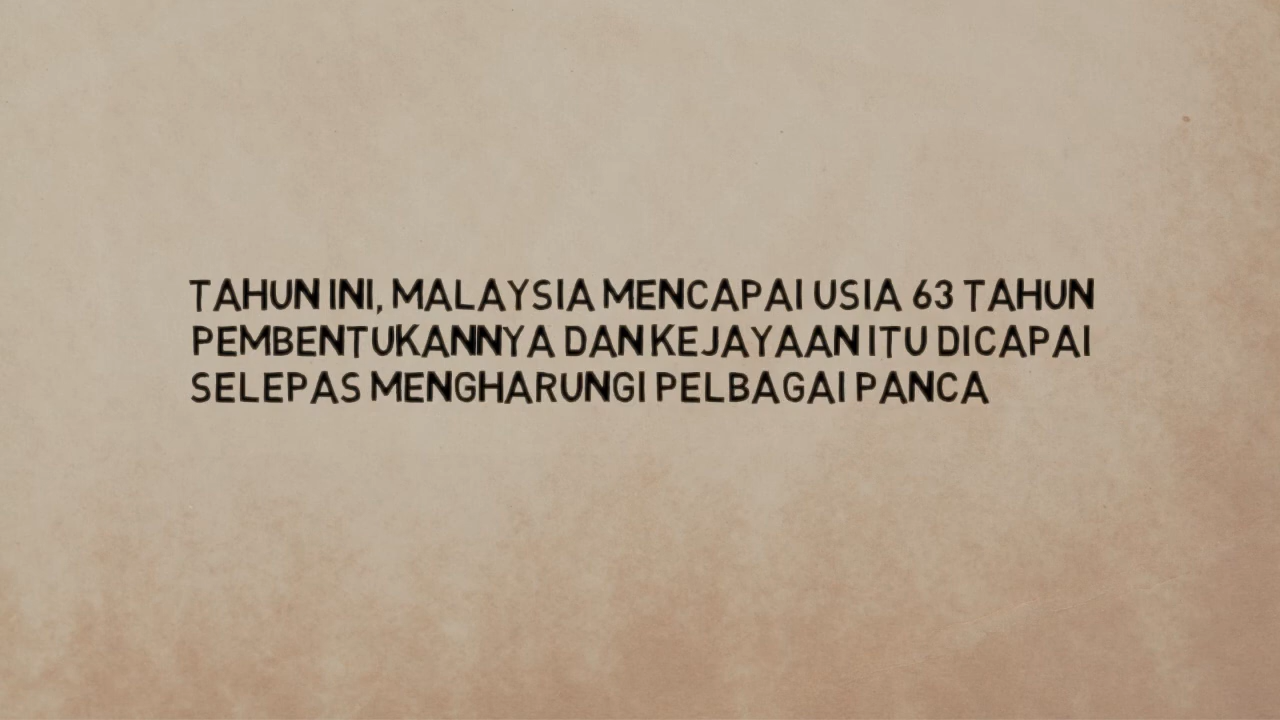 TAHUN INI, MALAYSIA MENCAPAI USIA 63 TAHUN
PEMBENTUKANNYA DAN KEJAYAAN ITU DICAPAI
SELEPAS MENGHARUNGI PELBAGAI PANCA